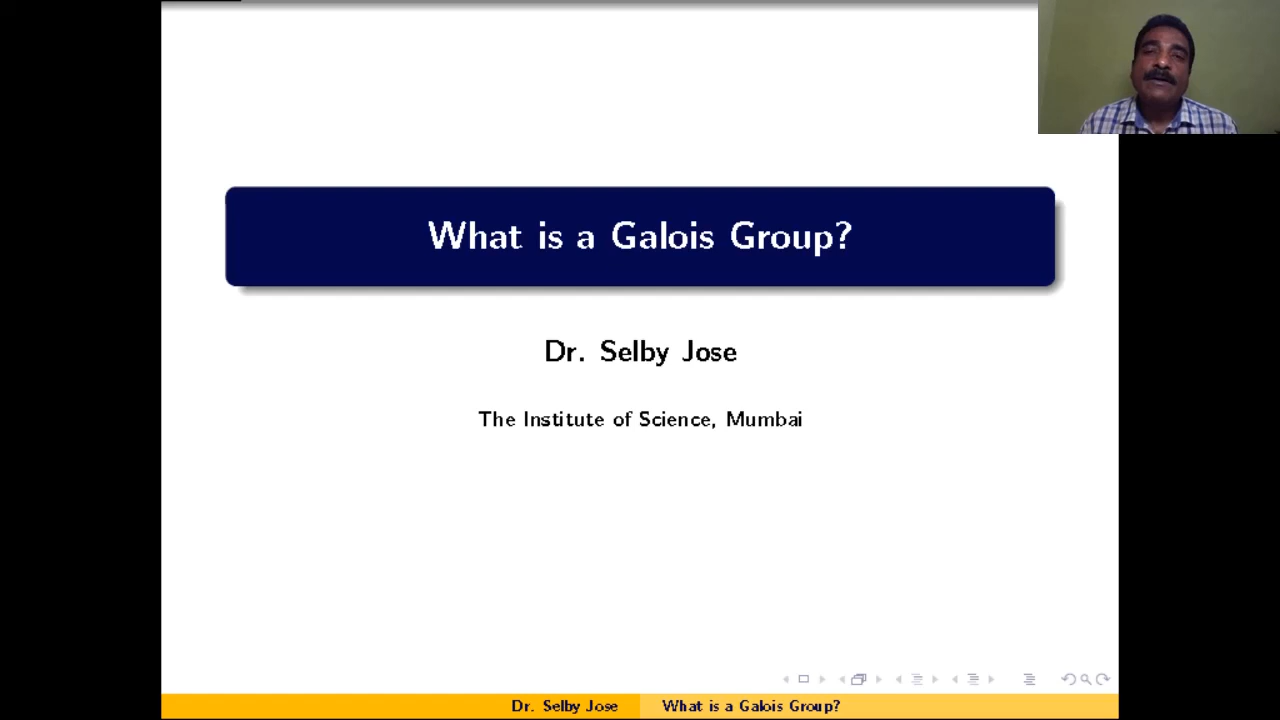 What is a Galois Group?
Dr. Selby Jose
The Institute of Science, Mumbai
Dr. Selby Jose
What is a Galois Group?